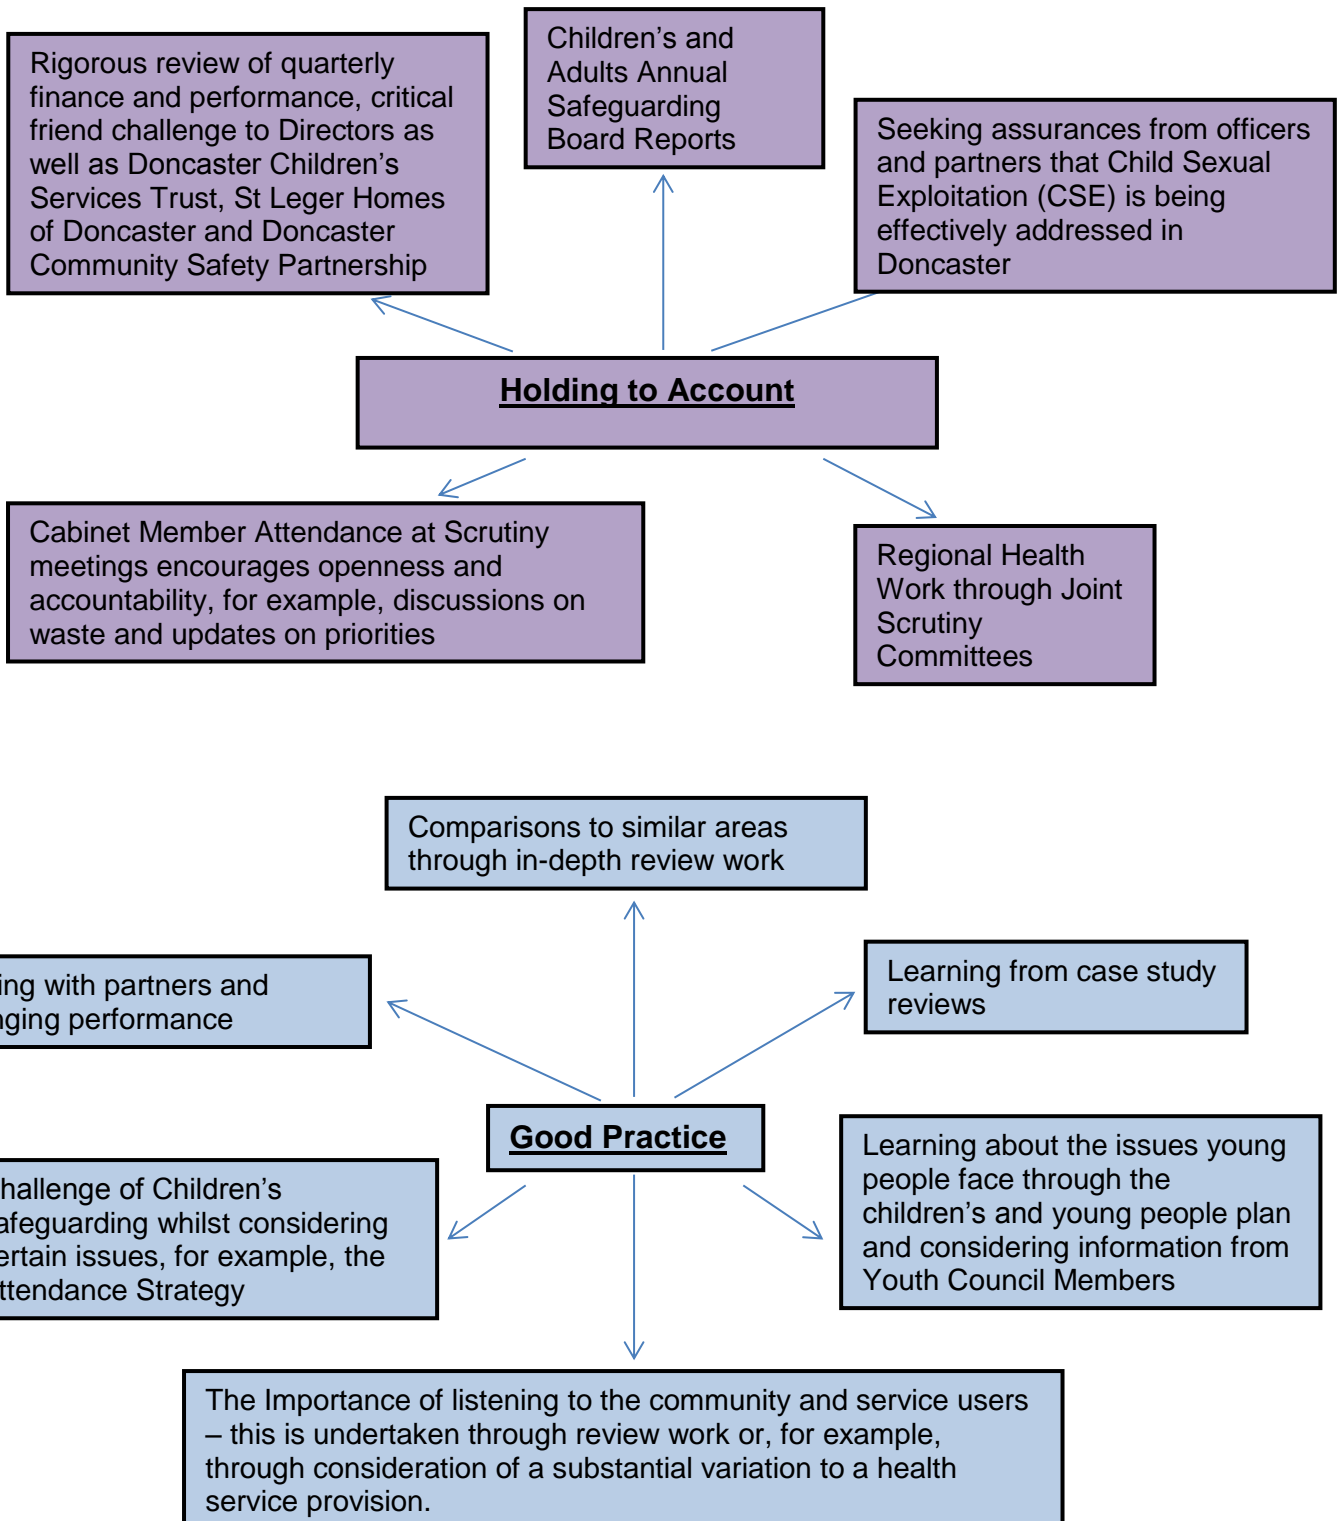 Rigorous review of quarterly
finance and performance, critical
friend challenge to Directors as
well as Doncaster Children’s
Services Trust, St Leger Homes
of Doncaster and Doncaster
Community Safety Partnership
Children’s and
Adults Annual
Safeguarding
Board Reports
Seeking assurances from officers
and partners that Child Sexual
Exploitation (CSE) is being
effectively addressed in
Doncaster
Holding to Account
Cabinet Member Attendance at Scrutiny
meetings encourages openness and
accountability, for example, discussions on
waste and updates on priorities
Regional Health
Work through Joint
Scrutiny
Committees
Comparisons to similar areas
through in-depth review work
with partners and
performance
Learning from case study
reviews
Good Practice
of Children’s
whilst considering
issues, for example, the
Strategy
Learning about the issues young
people face through the
children’s and young people plan
and considering information from
Youth Council Members
The Importance of listening to the community and service users
– this is undertaken through review work or, for example,
through consideration of a substantial variation to a health
service provision.